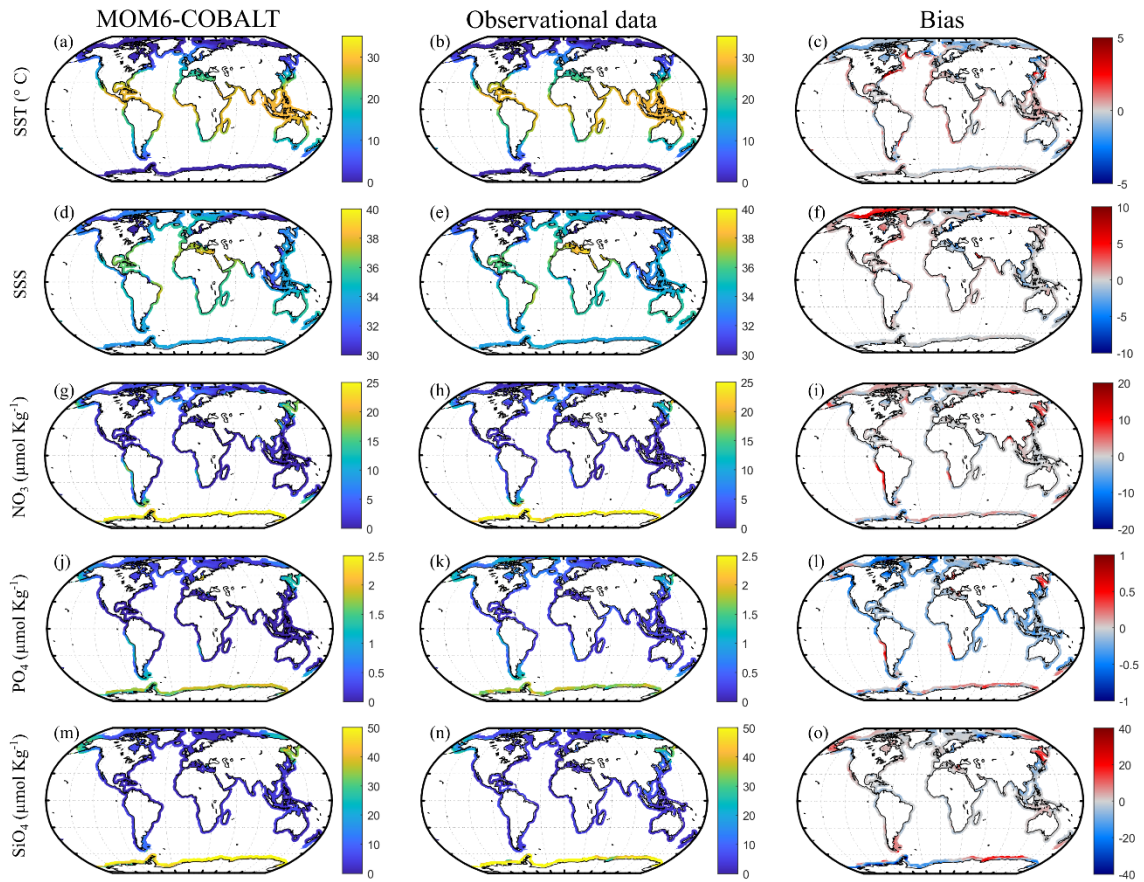 MOM6-COBALT Observational data Bias
SST (° C)
(a) 30 20 10 0
(b) 30 20 10 0
(c) 5 0 -5
SSS
(d) 40 38 36 34 32 30
(e) 40 38 36 34 32 30
(f) 10 5 0 -5 -10
NO₃ (μmol Kg⁻¹)
(g) 25 20 15 10 5 0
(h) 25 20 15 10 5 0
(i) 20 10 0 -10 -20
PO₄ (μmol Kg⁻¹)
(j) 2.5 2.0 1.5 1.0 0.5 0
(k) 2.5 2.0 1.5 1.0 0.5 0
(l) 1 0.5 0 -0.5 -1
SiO₄ (μmol Kg⁻¹)
(m) 50 40 30 20 10 0
(n) 50 40 30 20 10 0
(o) 40 20 0 -20 -40